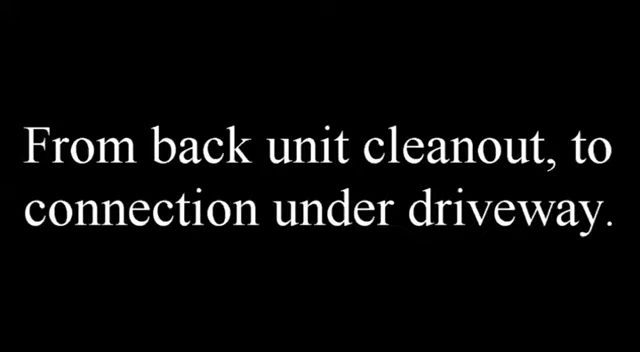 From back unit cleanout, to
connection under driveway.